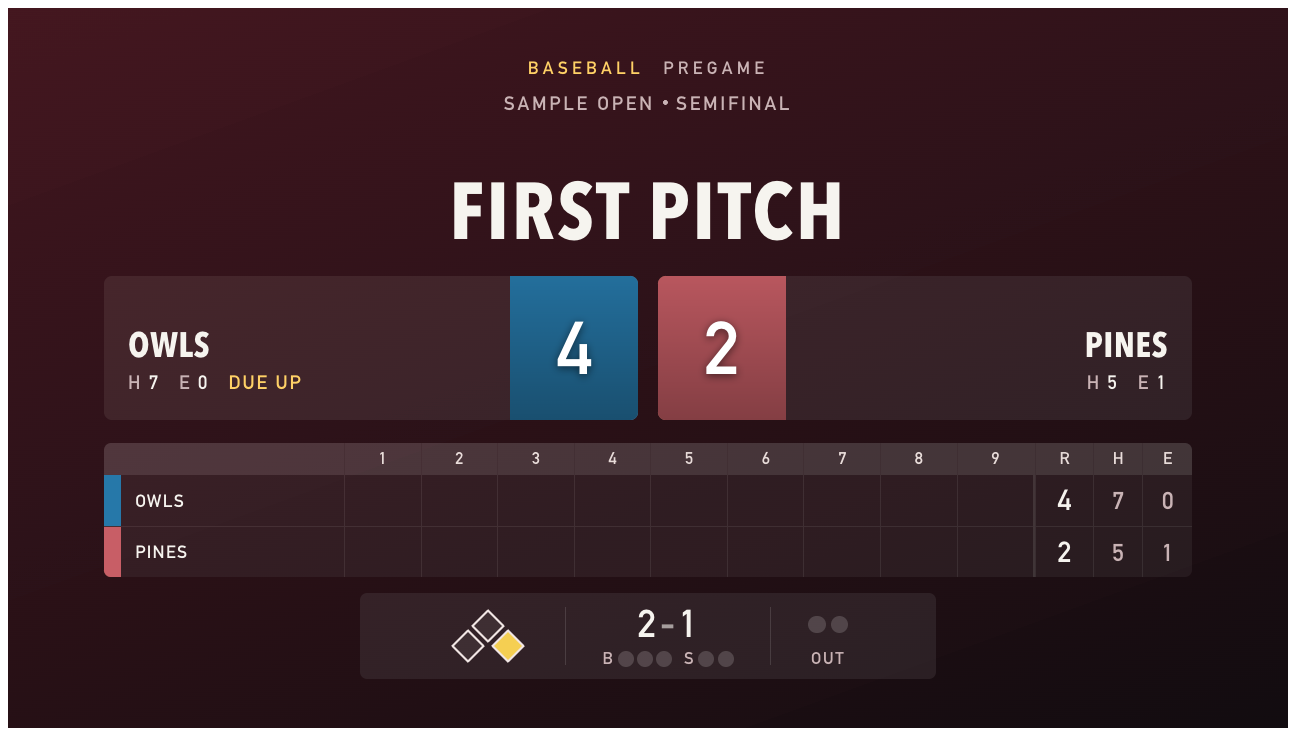 BASEBALL PREGAME
SAMPLE OPEN • SEMIFINAL
FIRST PITCH
OWLS
H 7 E 0 DUE UP
4
2
PINES
H 5 E 1
1 2 3 4 5 6 7 8 9 R H E
OWLS 4 7 0
PINES 2 5 1
2-1
B S
OUT